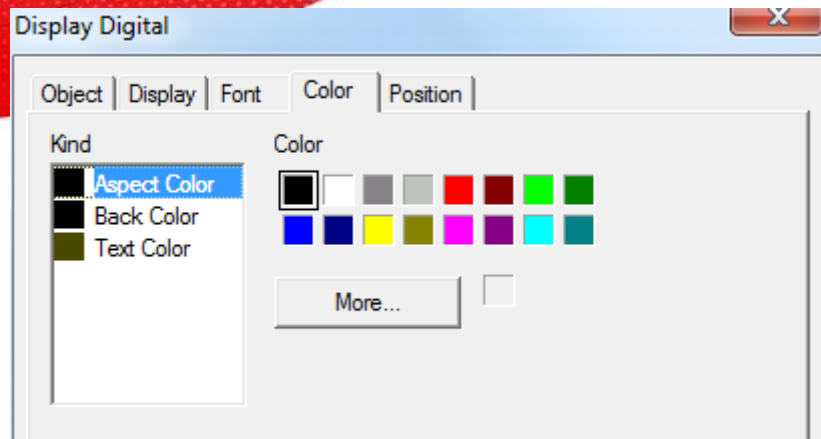 Display Digital
Object Display Font Color Position
Kind Color
Aspect Color
Back Color
Text Color
More...